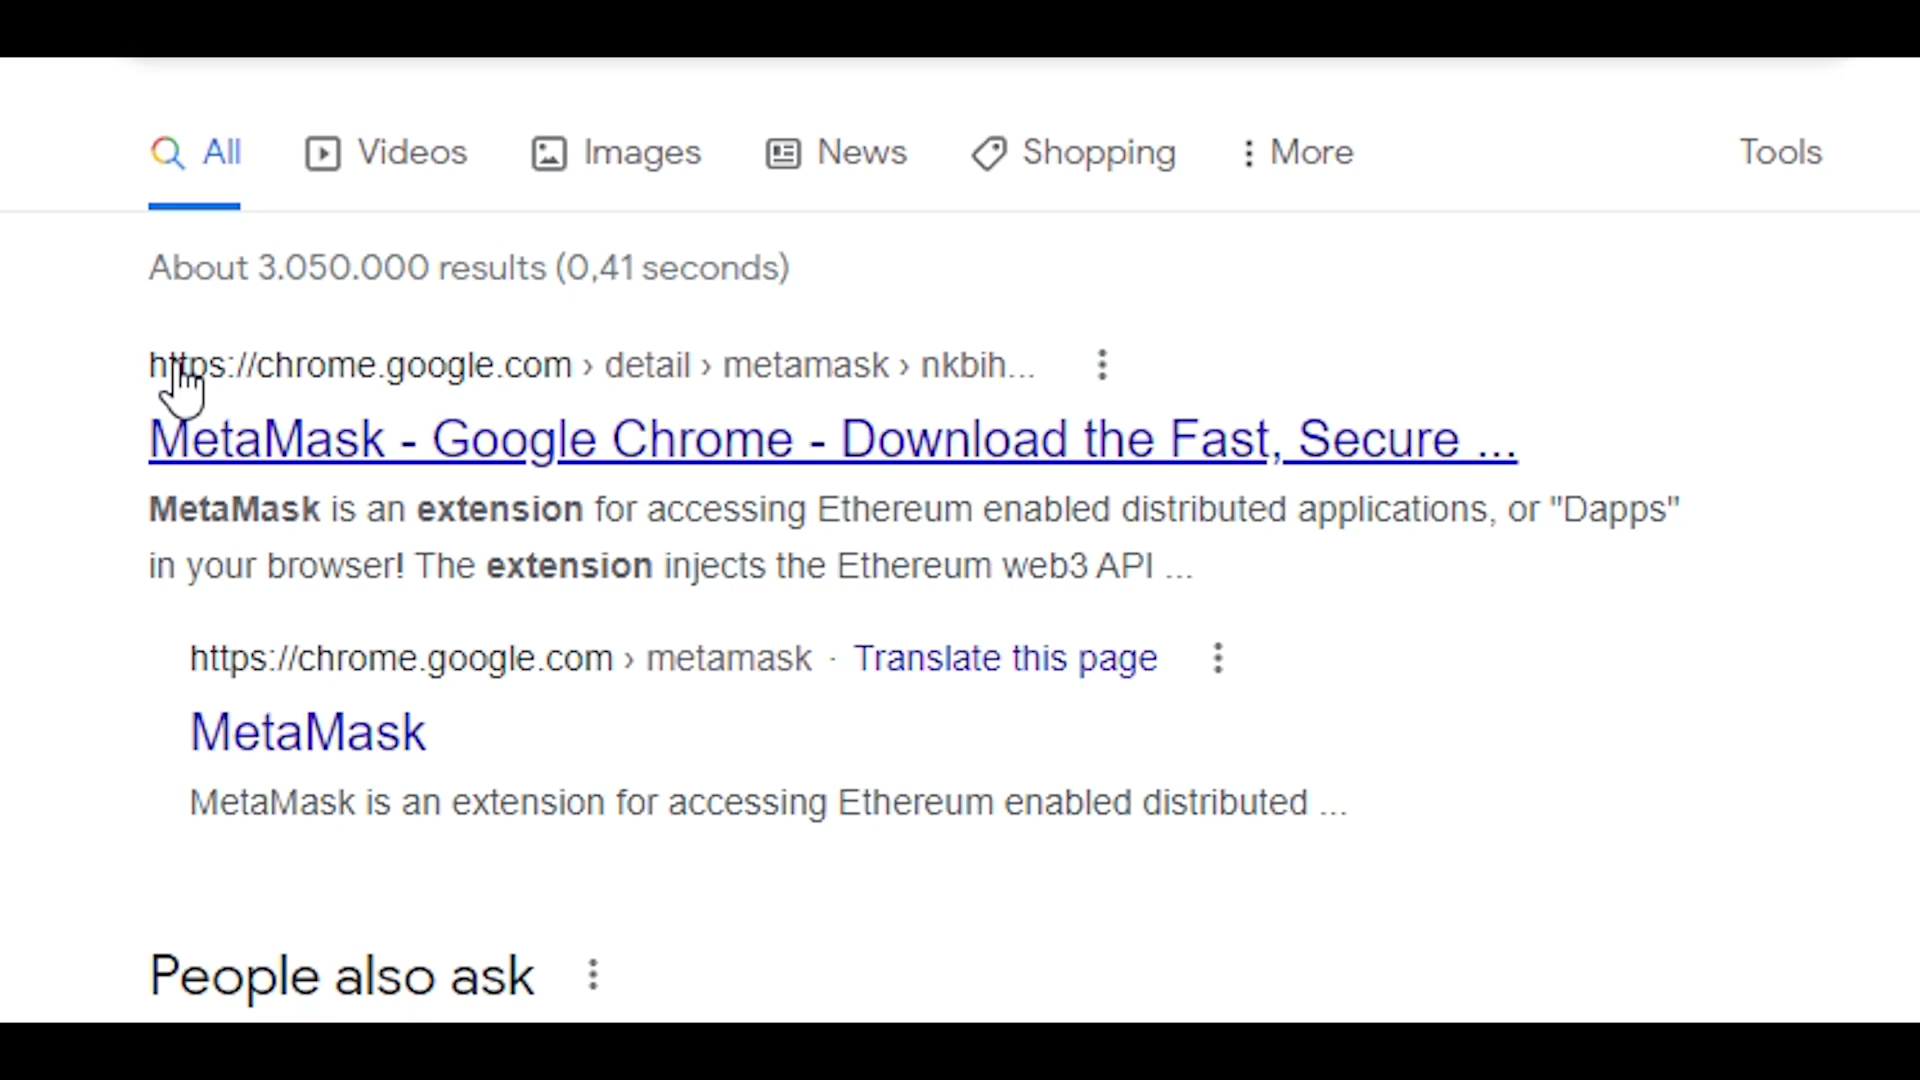 All Videos Images News Shopping More Tools
About 3.050.000 results (0,41 seconds)
https://chrome.google.com › detail › metamask › nkbih...
MetaMask - Google Chrome - Download the Fast, Secure ...
MetaMask is an extension for accessing Ethereum enabled distributed applications, or "Dapps"
in your browser! The extension injects the Ethereum web3 API ...
https://chrome.google.com › metamask · Translate this page
MetaMask
MetaMask is an extension for accessing Ethereum enabled distributed ...
People also ask